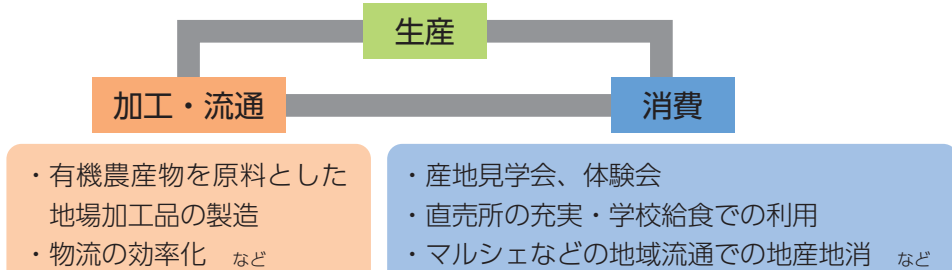 生産
加工・流通
消費
・有機農産物を原料とした
地場加工品の製造
・物流の効率化 など
・産地見学会、体験会
・直売所の充実・学校給食での利用
・マルシェなどの地域流通での地産地消 など